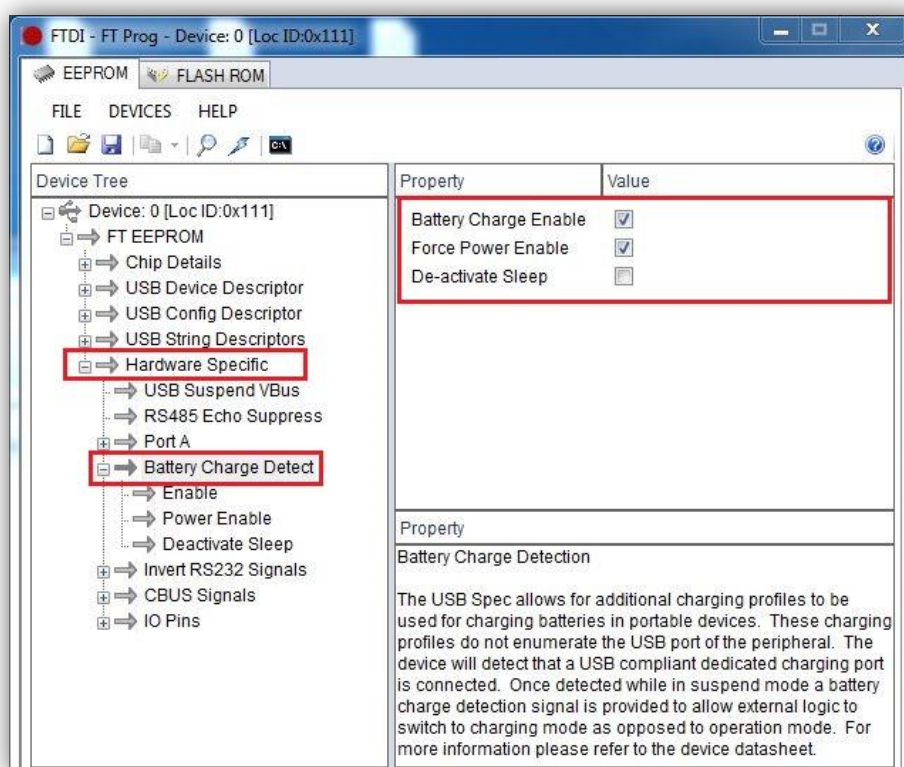 FTDI - FT Prog - Device: 0 [Loc ID:0x111]
EEPROM FLASH ROM
FILE DEVICES HELP
C:\
Device Tree
Property Value
Device: 0 [Loc ID:0x111]
FT EEPROM
Chip Details
USB Device Descriptor
USB Config Descriptor
USB String Descriptors
Hardware Specific
USB Suspend VBus
RS485 Echo Suppress
Port A
Battery Charge Detect
Enable
Power Enable
Deactivate Sleep
Invert RS232 Signals
CBUS Signals
IO Pins
Battery Charge Enable
Force Power Enable
De-activate Sleep
Property
Battery Charge Detection
The USB Spec allows for additional charging profiles to be
used for charging batteries in portable devices. These charging
profiles do not enumerate the USB port of the peripheral. The
device will detect that a USB compliant dedicated charging port
is connected. Once detected while in suspend mode a battery
charge detection signal is provided to allow external logic to
switch to charging mode as opposed to operation mode. For
more information please refer to the device datasheet.